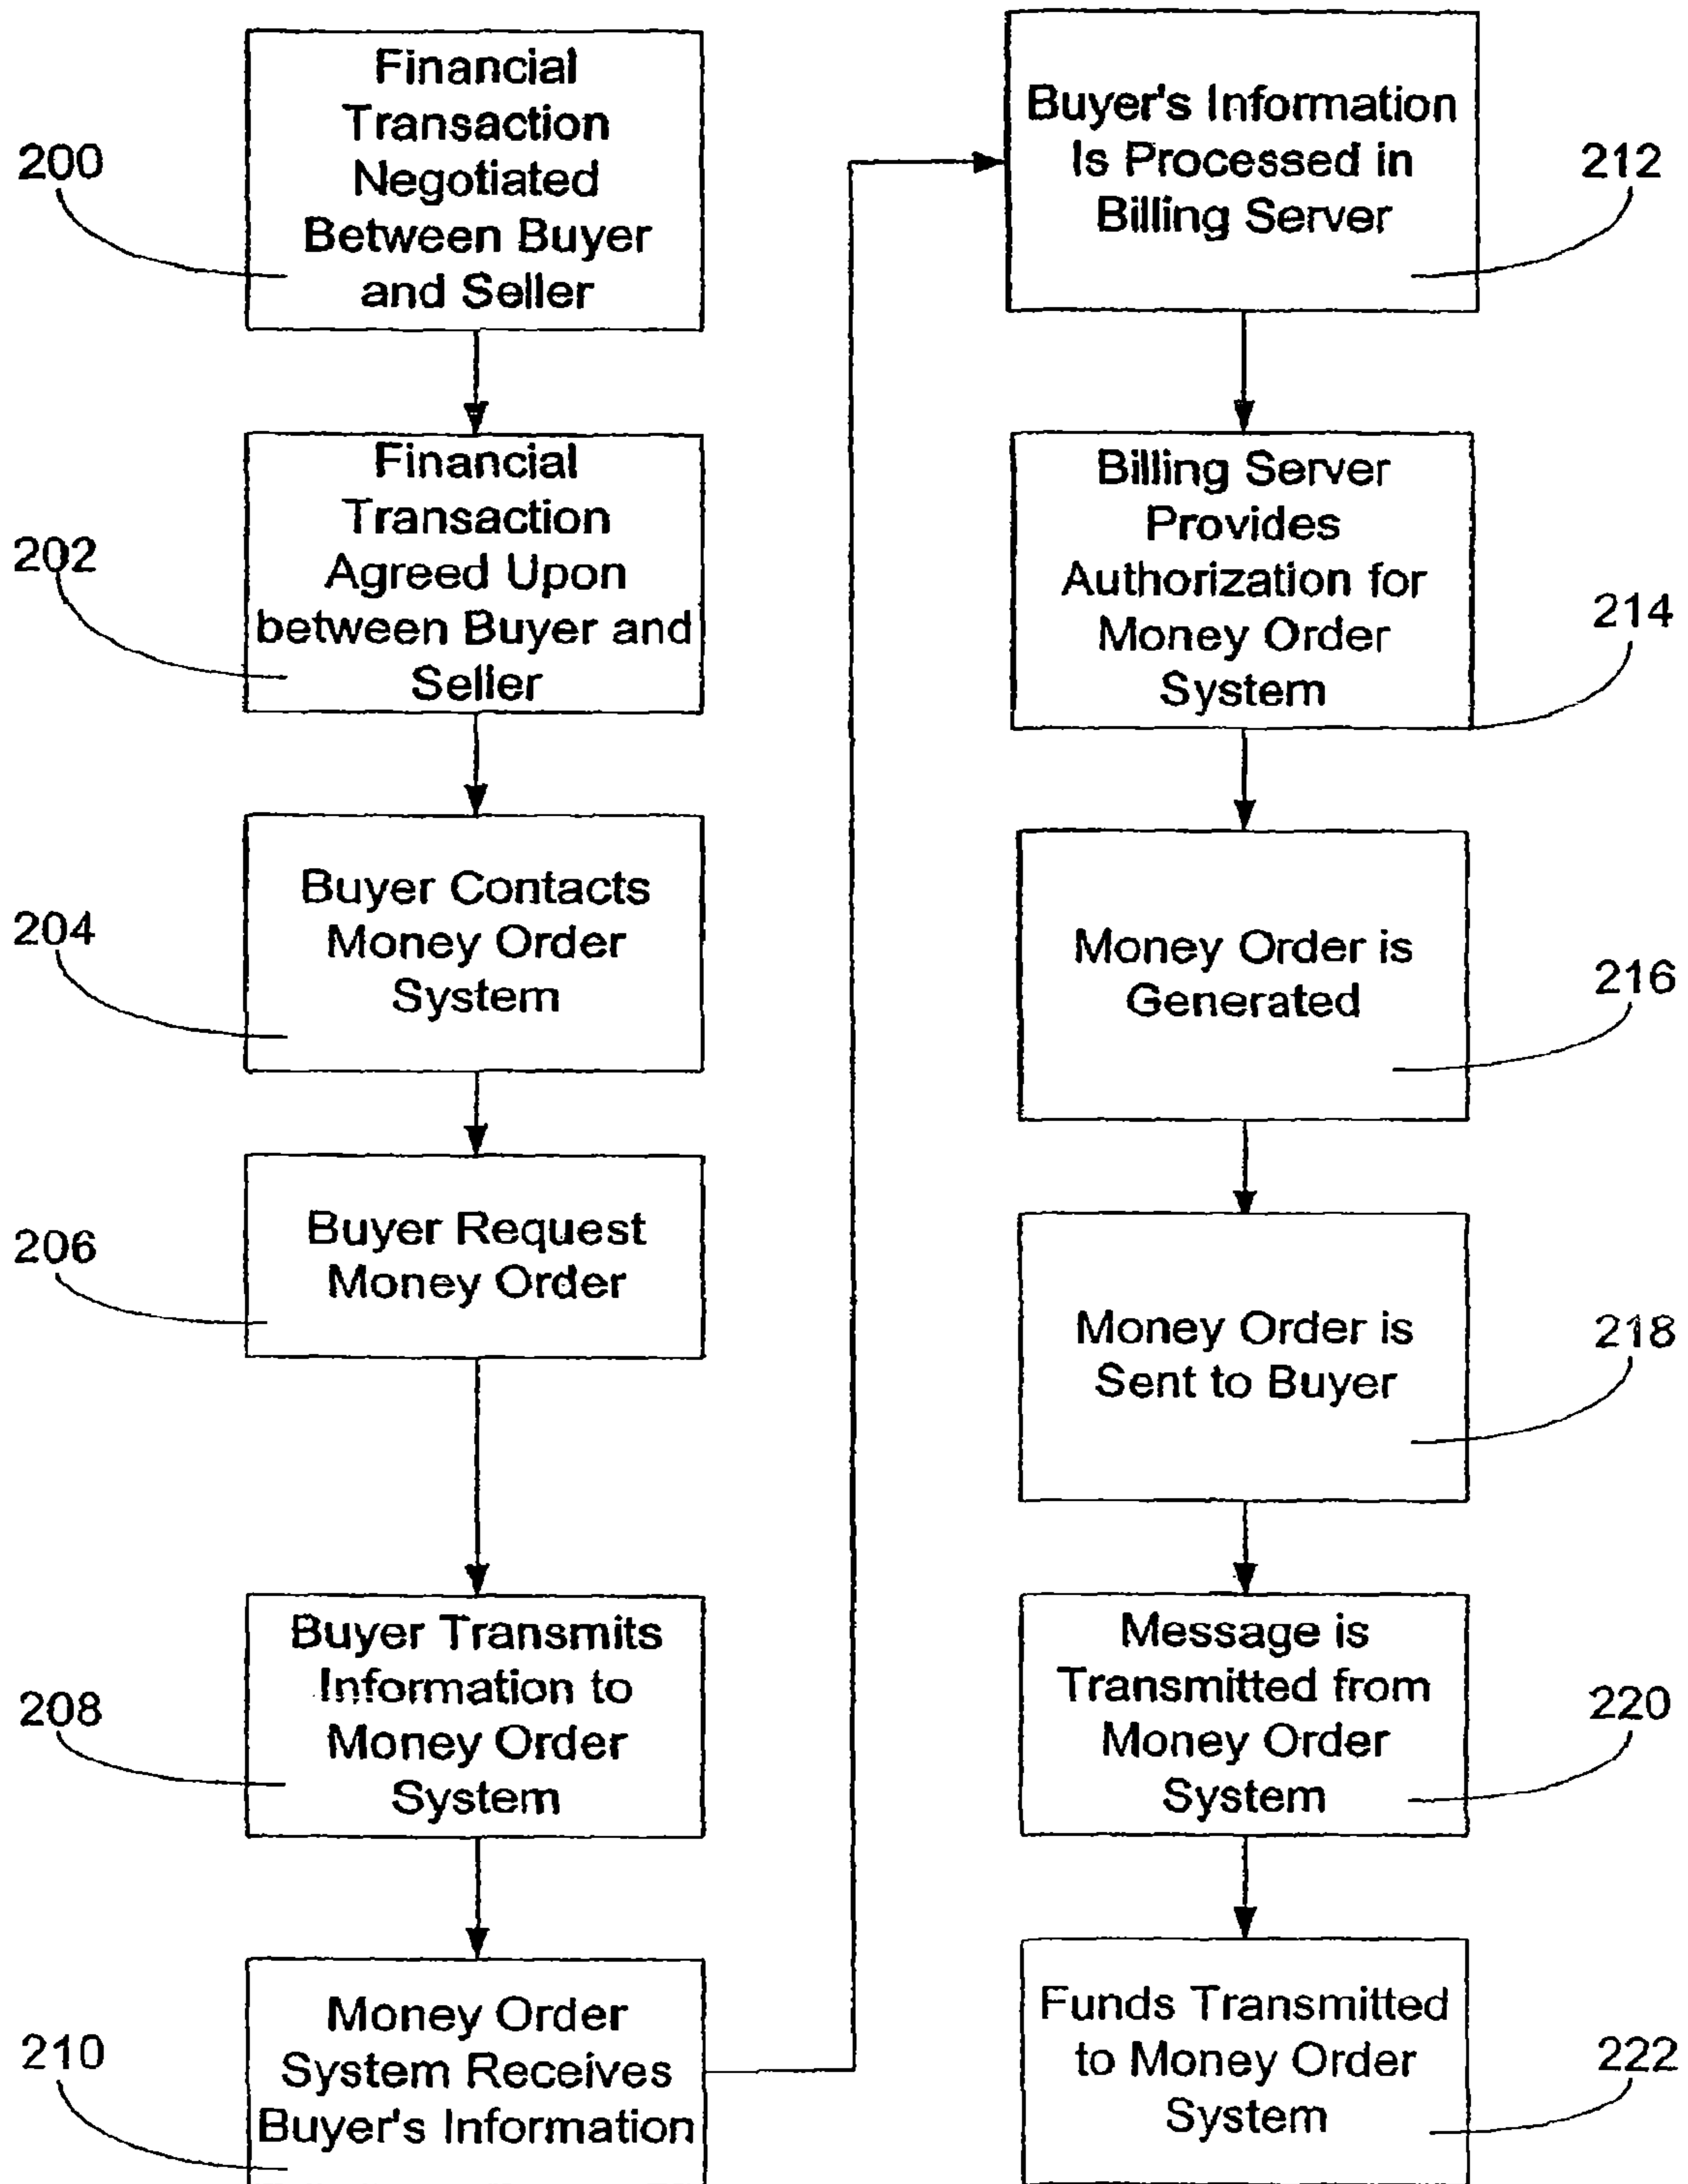 200
Financial
Transaction
Negotiated
Between Buyer
and Seller
202
Financial
Transaction
Agreed Upon
between Buyer and
Seller
204
Buyer Contacts
Money Order
System
206
Buyer Request
Money Order
208
Buyer Transmits
Information to
Money Order
System
210
Money Order
System Receives
Buyer's Information
Buyer's Information
Is Processed in
Billing Server
212
Billing Server
Provides
Authorization for
Money Order
System
214
Money Order is
Generated
216
Money Order is
Sent to Buyer
218
Message is
Transmitted from
Money Order
System
220
Funds Transmitted
to Money Order
System
222